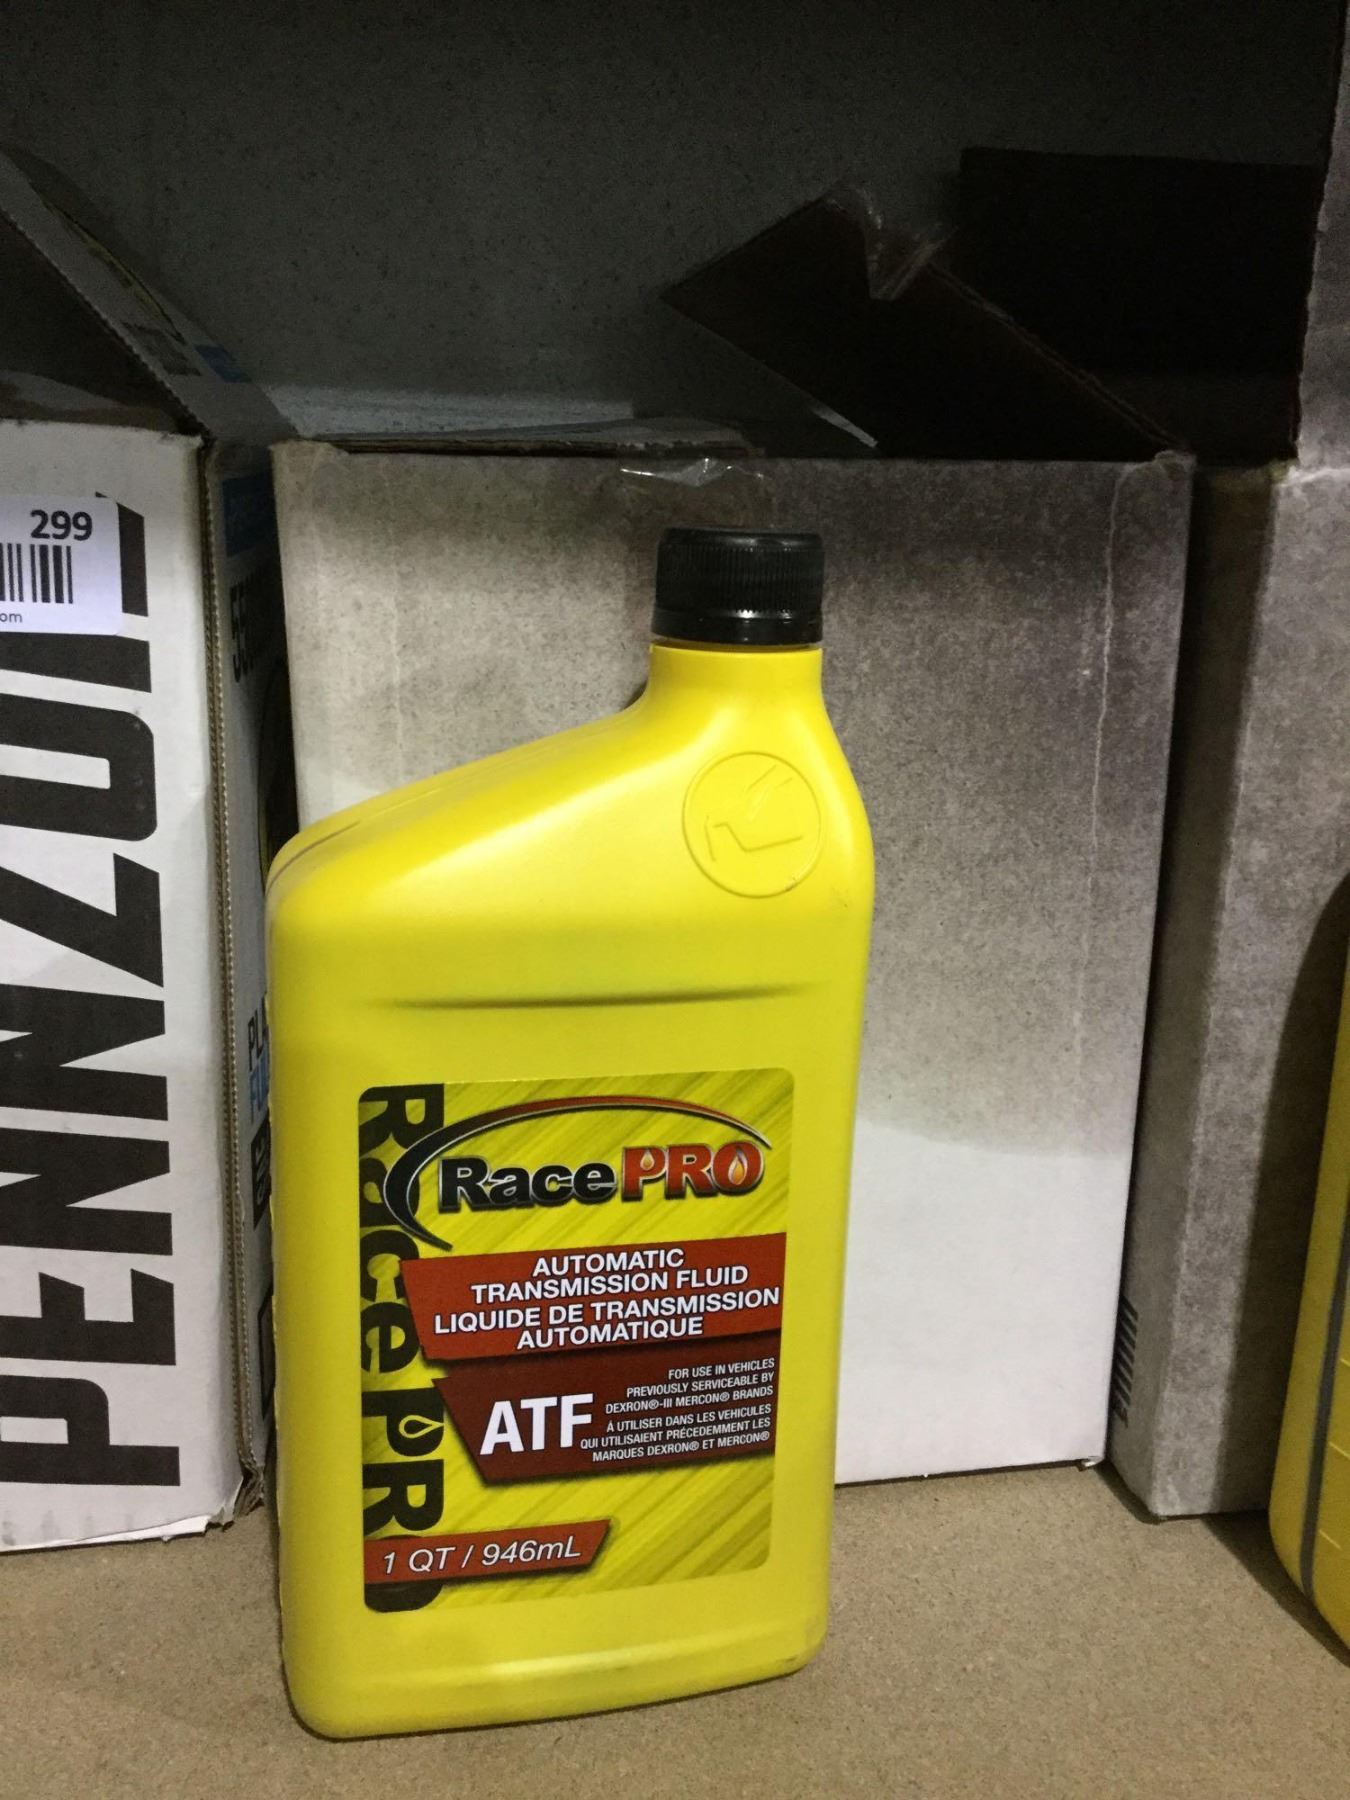 299
om
PENNZOIL
RacePRO
RacePRO
AUTOMATIC
TRANSMISSION FLUID
LIQUIDE DE TRANSMISSION
AUTOMATIQUE
ATF
FOR USE IN VEHICLES
PREVIOUSLY SERVICEABLE BY
DEXRON®-III MERCON® BRANDS
À UTILISER DANS LES VEHICULES
QUI UTILISAIENT PRÉCEDEMMENT LES
MARQUES DEXRON® ET MERCON®
1 QT / 946mL